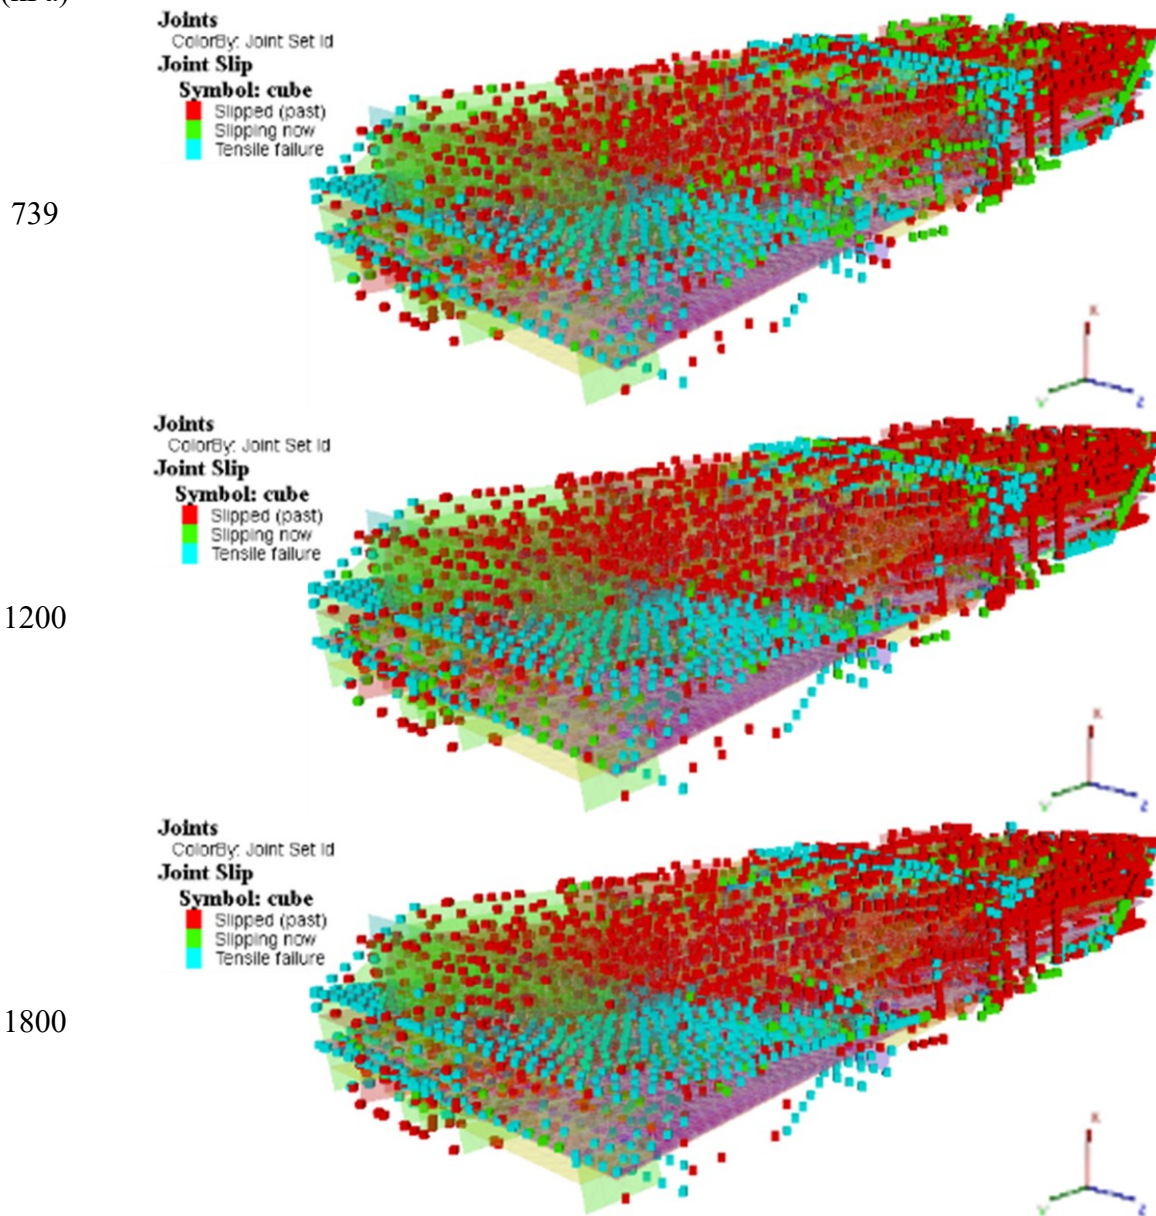 Joints
ColorBy: Joint Set Id
Joint Slip
Symbol: cube
Slipped (past)
Slipping now
Tensile failure
739
X
Y
Z
Joints
ColorBy: Joint Set Id
Joint Slip
Symbol: cube
Slipped (past)
Slipping now
Tensile failure
1200
X
Y
Z
Joints
ColorBy: Joint Set Id
Joint Slip
Symbol: cube
Slipped (past)
Slipping now
Tensile failure
1800
X
Y
Z